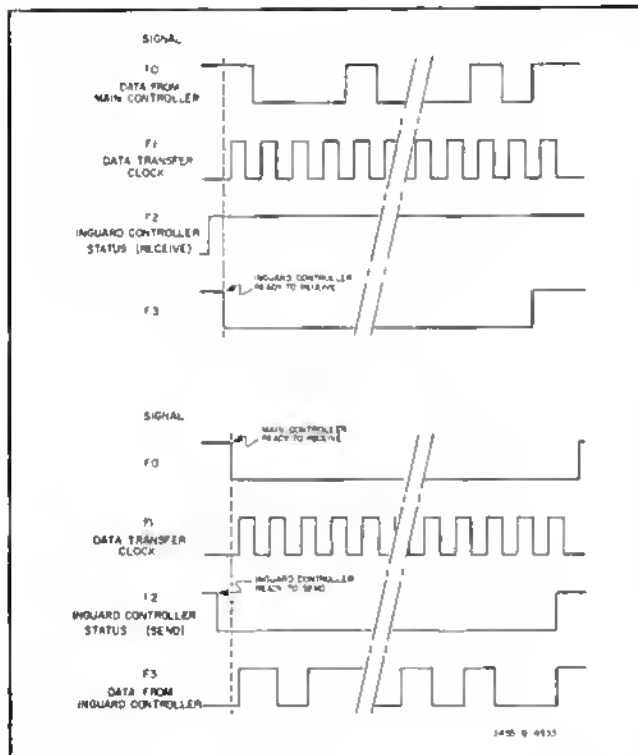 SIGNAL
F0
DATA FROM
MAIN CONTROLLER
F1
DATA TRANSFER
CLOCK
F2
INGUARD CONTROLLER
STATUS (RECEIVE)
INGUARD CONTROLLER
READY TO RECEIVE
F3
SIGNAL
MAIN CONTROLLER
READY TO RECEIVE
F0
F1
DATA TRANSFER
CLOCK
INGUARD CONTROLLER
READY TO SEND
F2
INGUARD CONTROLLER
STATUS (SEND)
F3
DATA FROM
INGUARD CONTROLLER